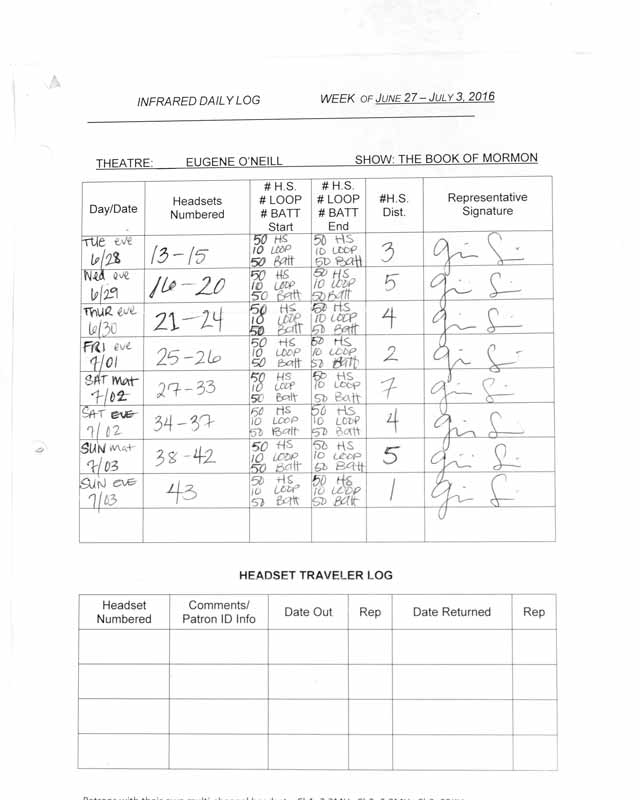 INFRARED DAILY LOG WEEK OF JUNE 27 – JULY 3, 2016
THEATRE: EUGENE O'NEILL SHOW: THE BOOK OF MORMON
Day/Date Headsets Numbered # H.S. # LOOP # BATT Start # H.S. # LOOP # BATT End #H.S. Dist. Representative Signature
TUE eve 6/28 13-15 50 HS 10 LOOP 50 Batt 50 HS 10 LOOP 50 Batt 3
Wed eve 6/29 16-20 50 HS 10 LOOP 50 Batt 50 HS 10 LOOP 50 Batt 5
THUR eve 6/30 21-24 50 HS 10 LOOP 50 Batt 50 HS 10 LOOP 50 Batt 4
FRI eve 7/01 25-26 50 HS 10 LOOP 50 Batt 50 HS 10 LOOP 50 Batt 2
SAT mat 7/02 27-33 50 HS 10 LOOP 50 Batt 50 HS 10 LOOP 50 Batt 7
SAT EVE 7/02 34-37 50 HS 10 LOOP 50 Batt 50 HS 10 LOOP 50 Batt 4
SUN mat 7/03 38-42 50 HS 10 LOOP 50 Batt 50 HS 10 LOOP 50 Batt 5
SUN EVE 7/03 43 50 HS 10 LOOP 50 Batt 50 HS 10 LOOP 50 Batt 1
HEADSET TRAVELER LOG
Headset Numbered Comments/ Patron ID Info Date Out Rep Date Returned Rep